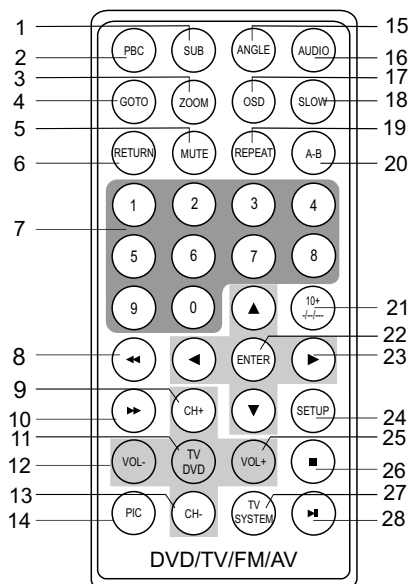 1
15
2
PBC
SUB
ANGLE
AUDIO
16
3
17
4
GOTO
ZOOM
OSD
SLOW
18
5
19
6
RETURN
MUTE
REPEAT
A-B
20
7
1
2
3
4
5
6
7
8
9
0
10+
-/--/---
21
22
8
ENTER
23
9
10
CH+
SETUP
24
11
25
12
VOL-
TV
DVD
VOL+
26
13
27
14
PIC
CH-
TV
SYSTEM
28
DVD/TV/FM/AV